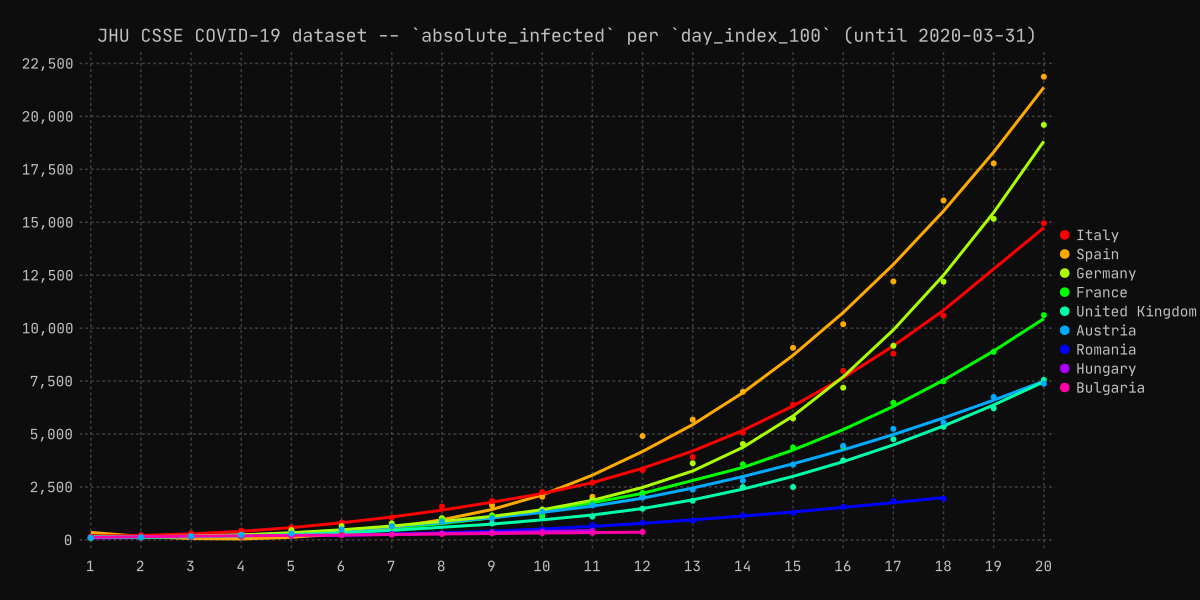 JHU CSSE COVID-19 dataset -- `absolute_infected` per `day_index_100` (until 2020-03-31)
22,500
20,000
17,500
15,000
12,500
10,000
7,500
5,000
2,500
0
1 2 3 4 5 6 7 8 9 10 11 12 13 14 15 16 17 18 19 20
Italy
Spain
Germany
France
United Kingdom
Austria
Romania
Hungary
Bulgaria